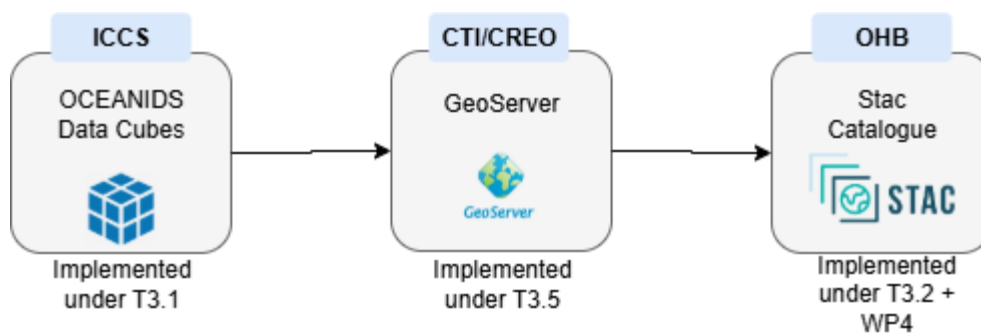 ICCS
OCEANIDS
Data Cubes
Implemented
under T3.1
CTI/CREO
GeoServer
GeoServer
Implemented
under T3.5
OHB
Stac
Catalogue
STAC
Implemented
under T3.2 +
WP4